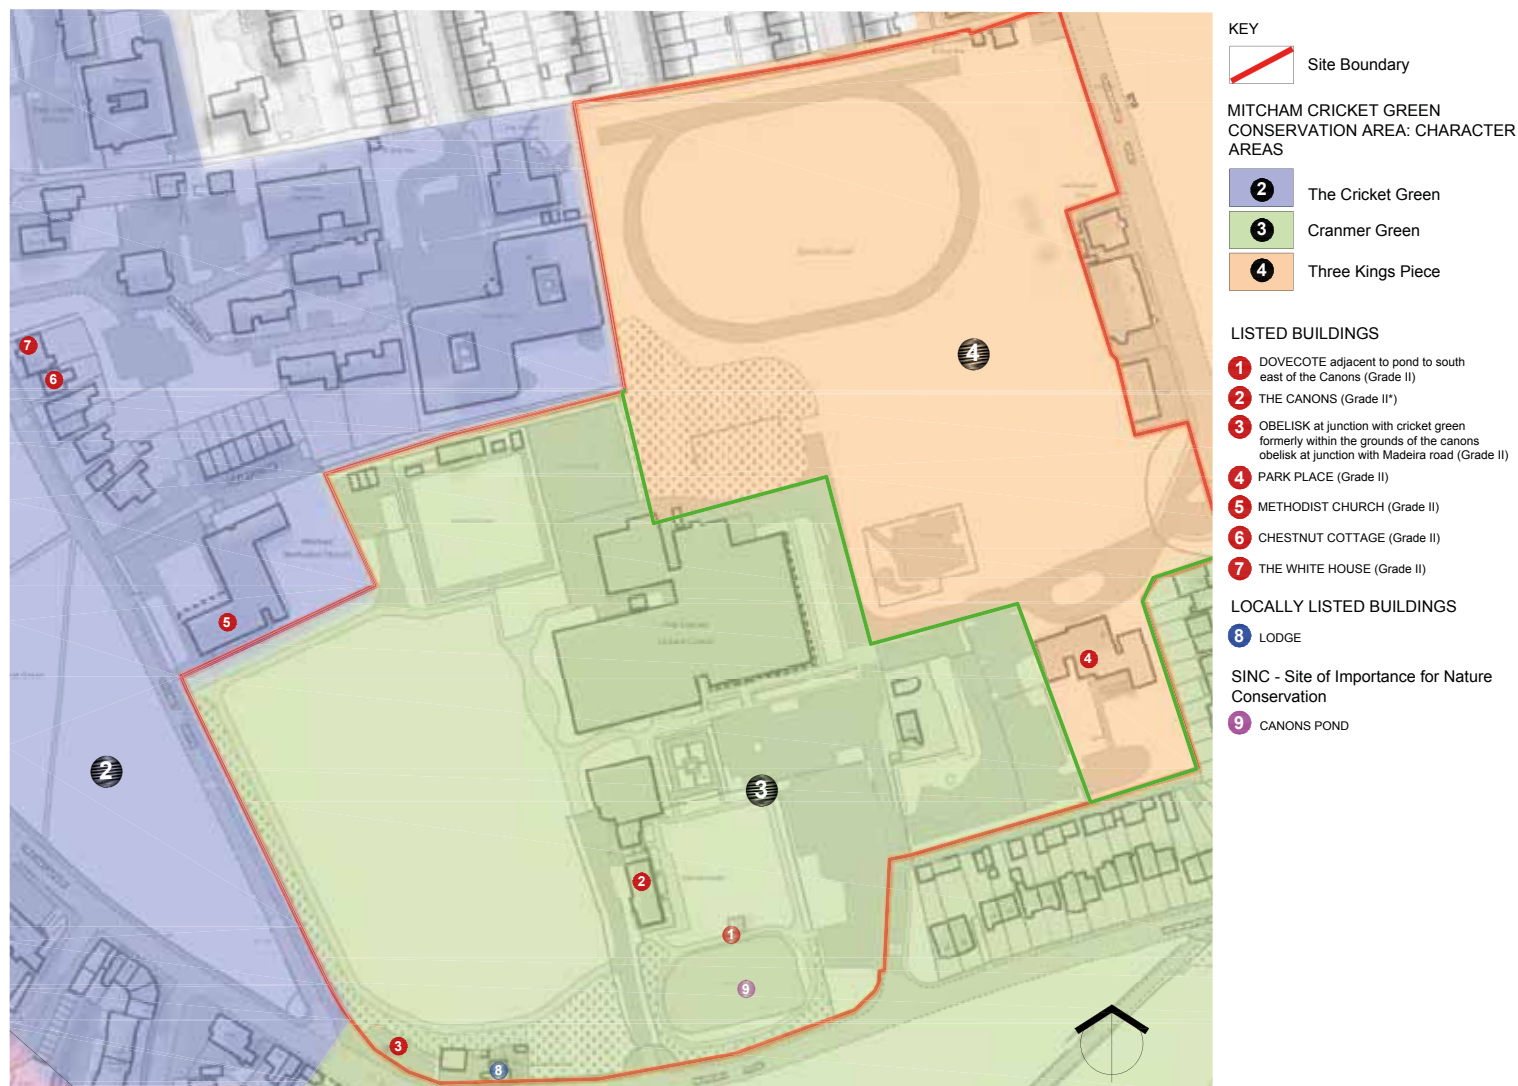 KEY
Site Boundary
MITCHAM CRICKET GREEN
CONSERVATION AREA: CHARACTER
AREAS
2 The Cricket Green
3 Cranmer Green
4 Three Kings Piece
LISTED BUILDINGS
1 DOVECOTE adjacent to pond to south
east of the Canons (Grade II)
2 THE CANONS (Grade II*)
3 OBELISK at junction with cricket green
formerly within the grounds of the canons
obelisk at junction with Madeira road (Grade II)
4 PARK PLACE (Grade II)
5 METHODIST CHURCH (Grade II)
6 CHESTNUT COTTAGE (Grade II)
7 THE WHITE HOUSE (Grade II)
LOCALLY LISTED BUILDINGS
8 LODGE
SINC - Site of Importance for Nature
Conservation
9 CANONS POND
4
7
6
5
4
2
3
2
1
9
3
8